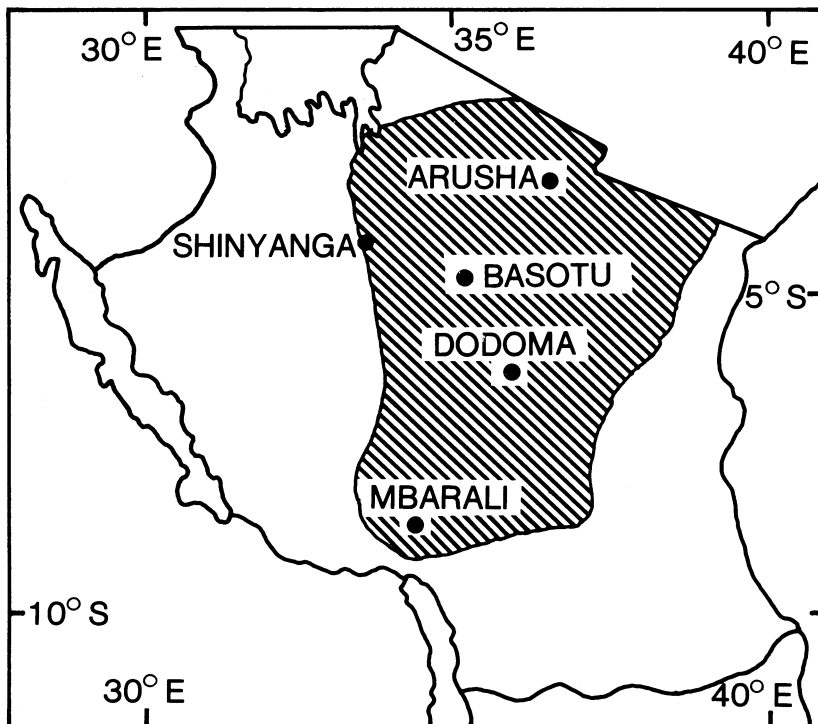 30° E
35° E
40° E
ARUSHA
SHINYANGA
BASOTU
5° S
DODOMA
MBARALI
10° S
30° E
40° E